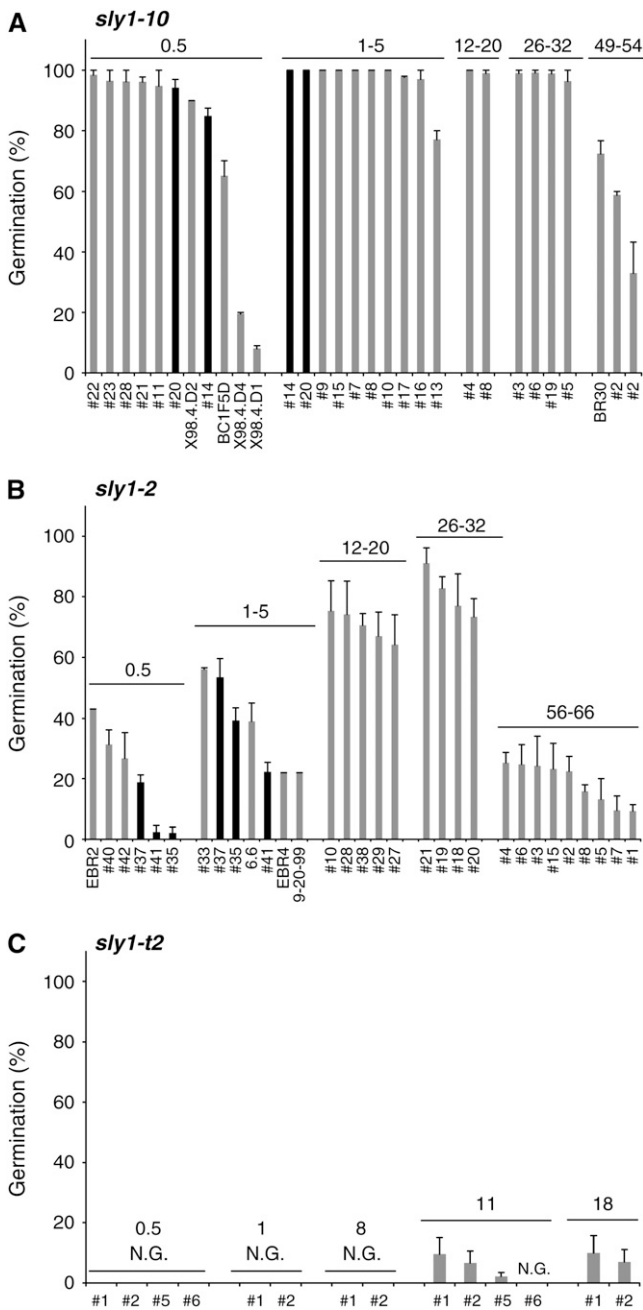 A sly1-10
0.5 1-5 12-20 26-32 49-54
Germination (%)
100
80
60
40
20
0
#22 #23 #28 #21 #11 #20 X98.4.D2 #14 BC1F5D X98.4.D4 X98.4.D1 #14 #20 #9 #15 #7 #8 #10 #17 #16 #13 #4 #8 #3 #6 #19 #5 BR30 #2 #2
B sly1-2
0.5 1-5 12-20 26-32 56-66
Germination (%)
100
80
60
40
20
0
EBR2 #40 #42 #37 #41 #35 #33 #37 #35 6.6 #41 EBR4 9-20-99 #10 #28 #38 #29 #27 #21 #19 #18 #20 #4 #6 #3 #15 #2 #8 #5 #7 #1
C sly1-t2
Germination (%)
100
80
60
40
20
0
0.5 1 8 11 18
N.G. N.G. N.G. N.G.
#1 #2 #5 #6 #1 #2 #1 #2 #1 #2 #5 #6 #1 #2